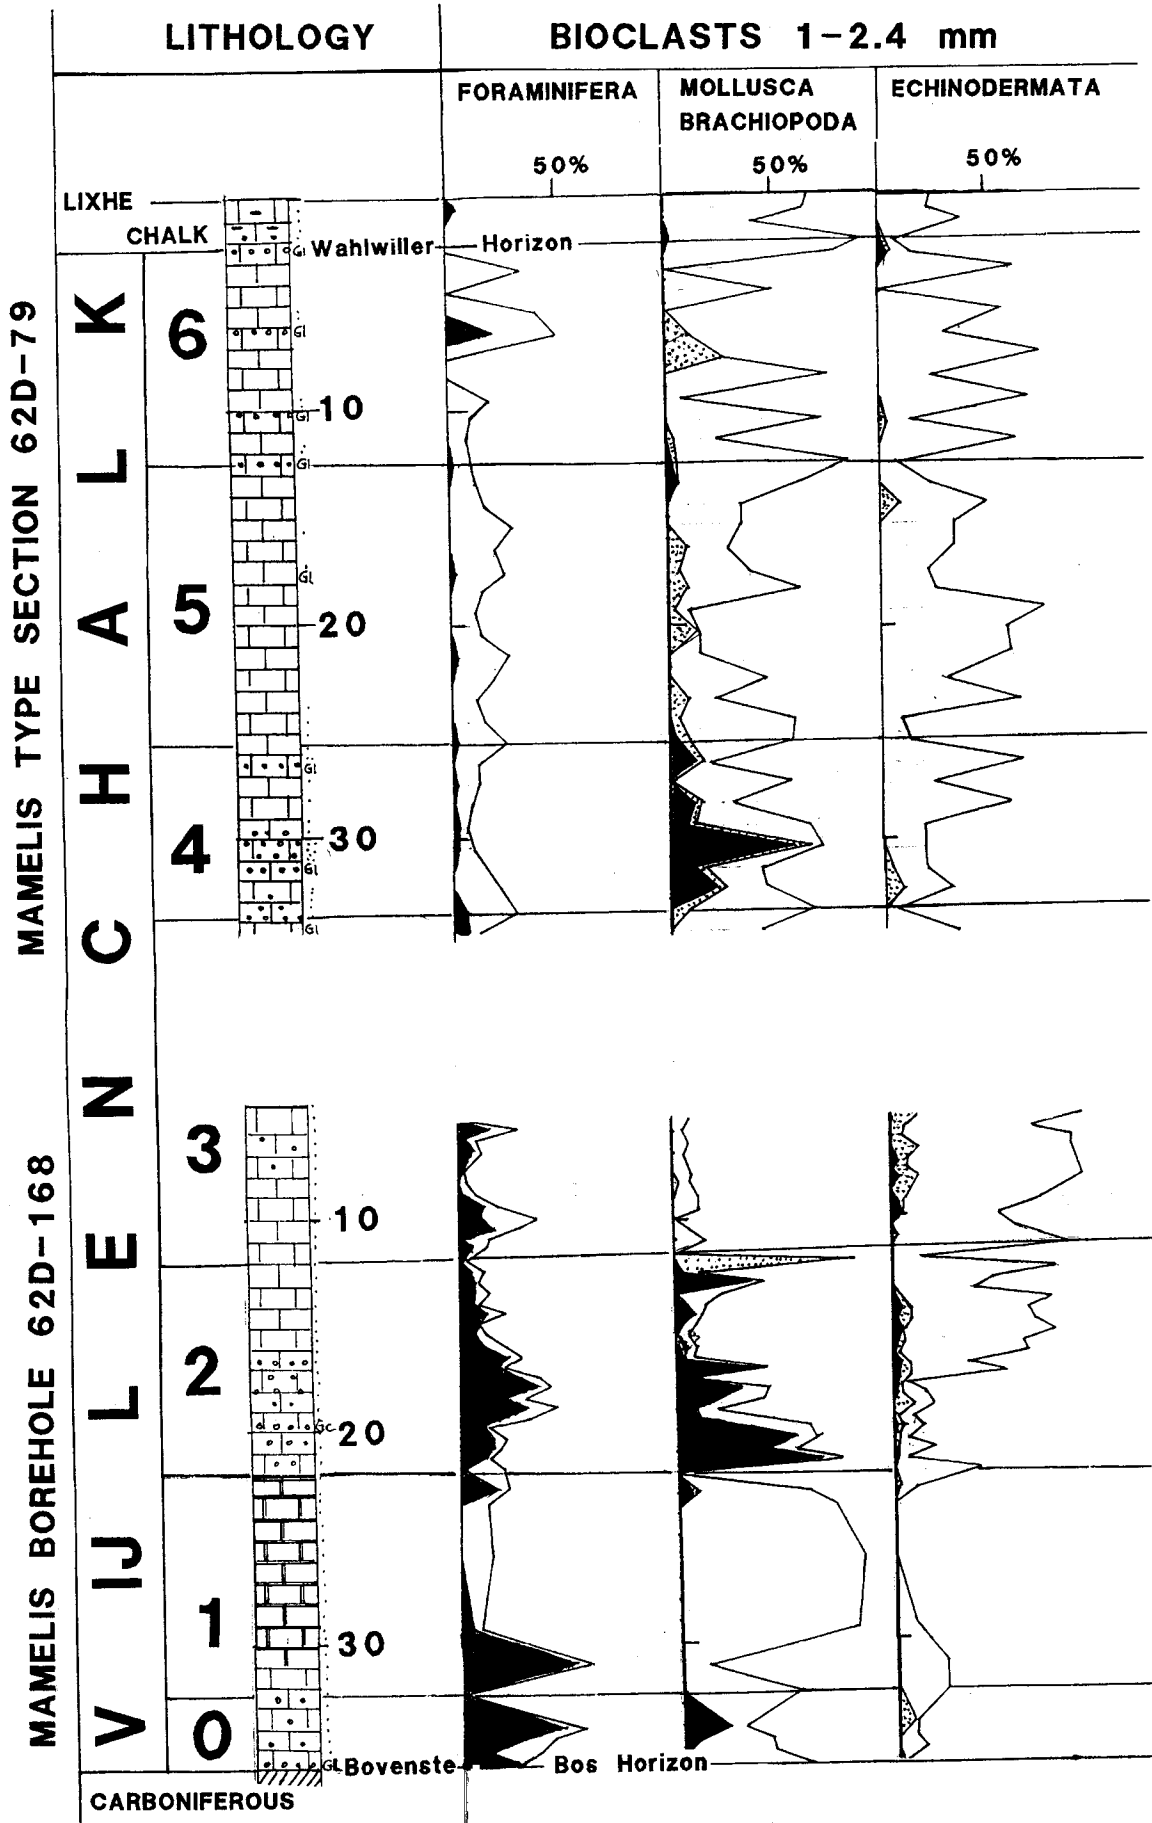 LITHOLOGY
BIOCLASTS 1-2.4 mm
FORAMINIFERA
MOLLUSCA
BRACHIOPODA
ECHINODERMATA
50%
50%
50%
LIXHE
CHALK
Wahlwiller Horizon
Gl
MAMELIS TYPE SECTION 62D-79
MAMELIS BOREHOLE 62D-168
VIJLENCHALK
6
Gl
10
Gl
Gl
5
Gl
20
4
Gl
30
Gl
Gl
3
10
2
Gc
20
1
30
0
Gl
Bovenste Bos Horizon
CARBONIFEROUS